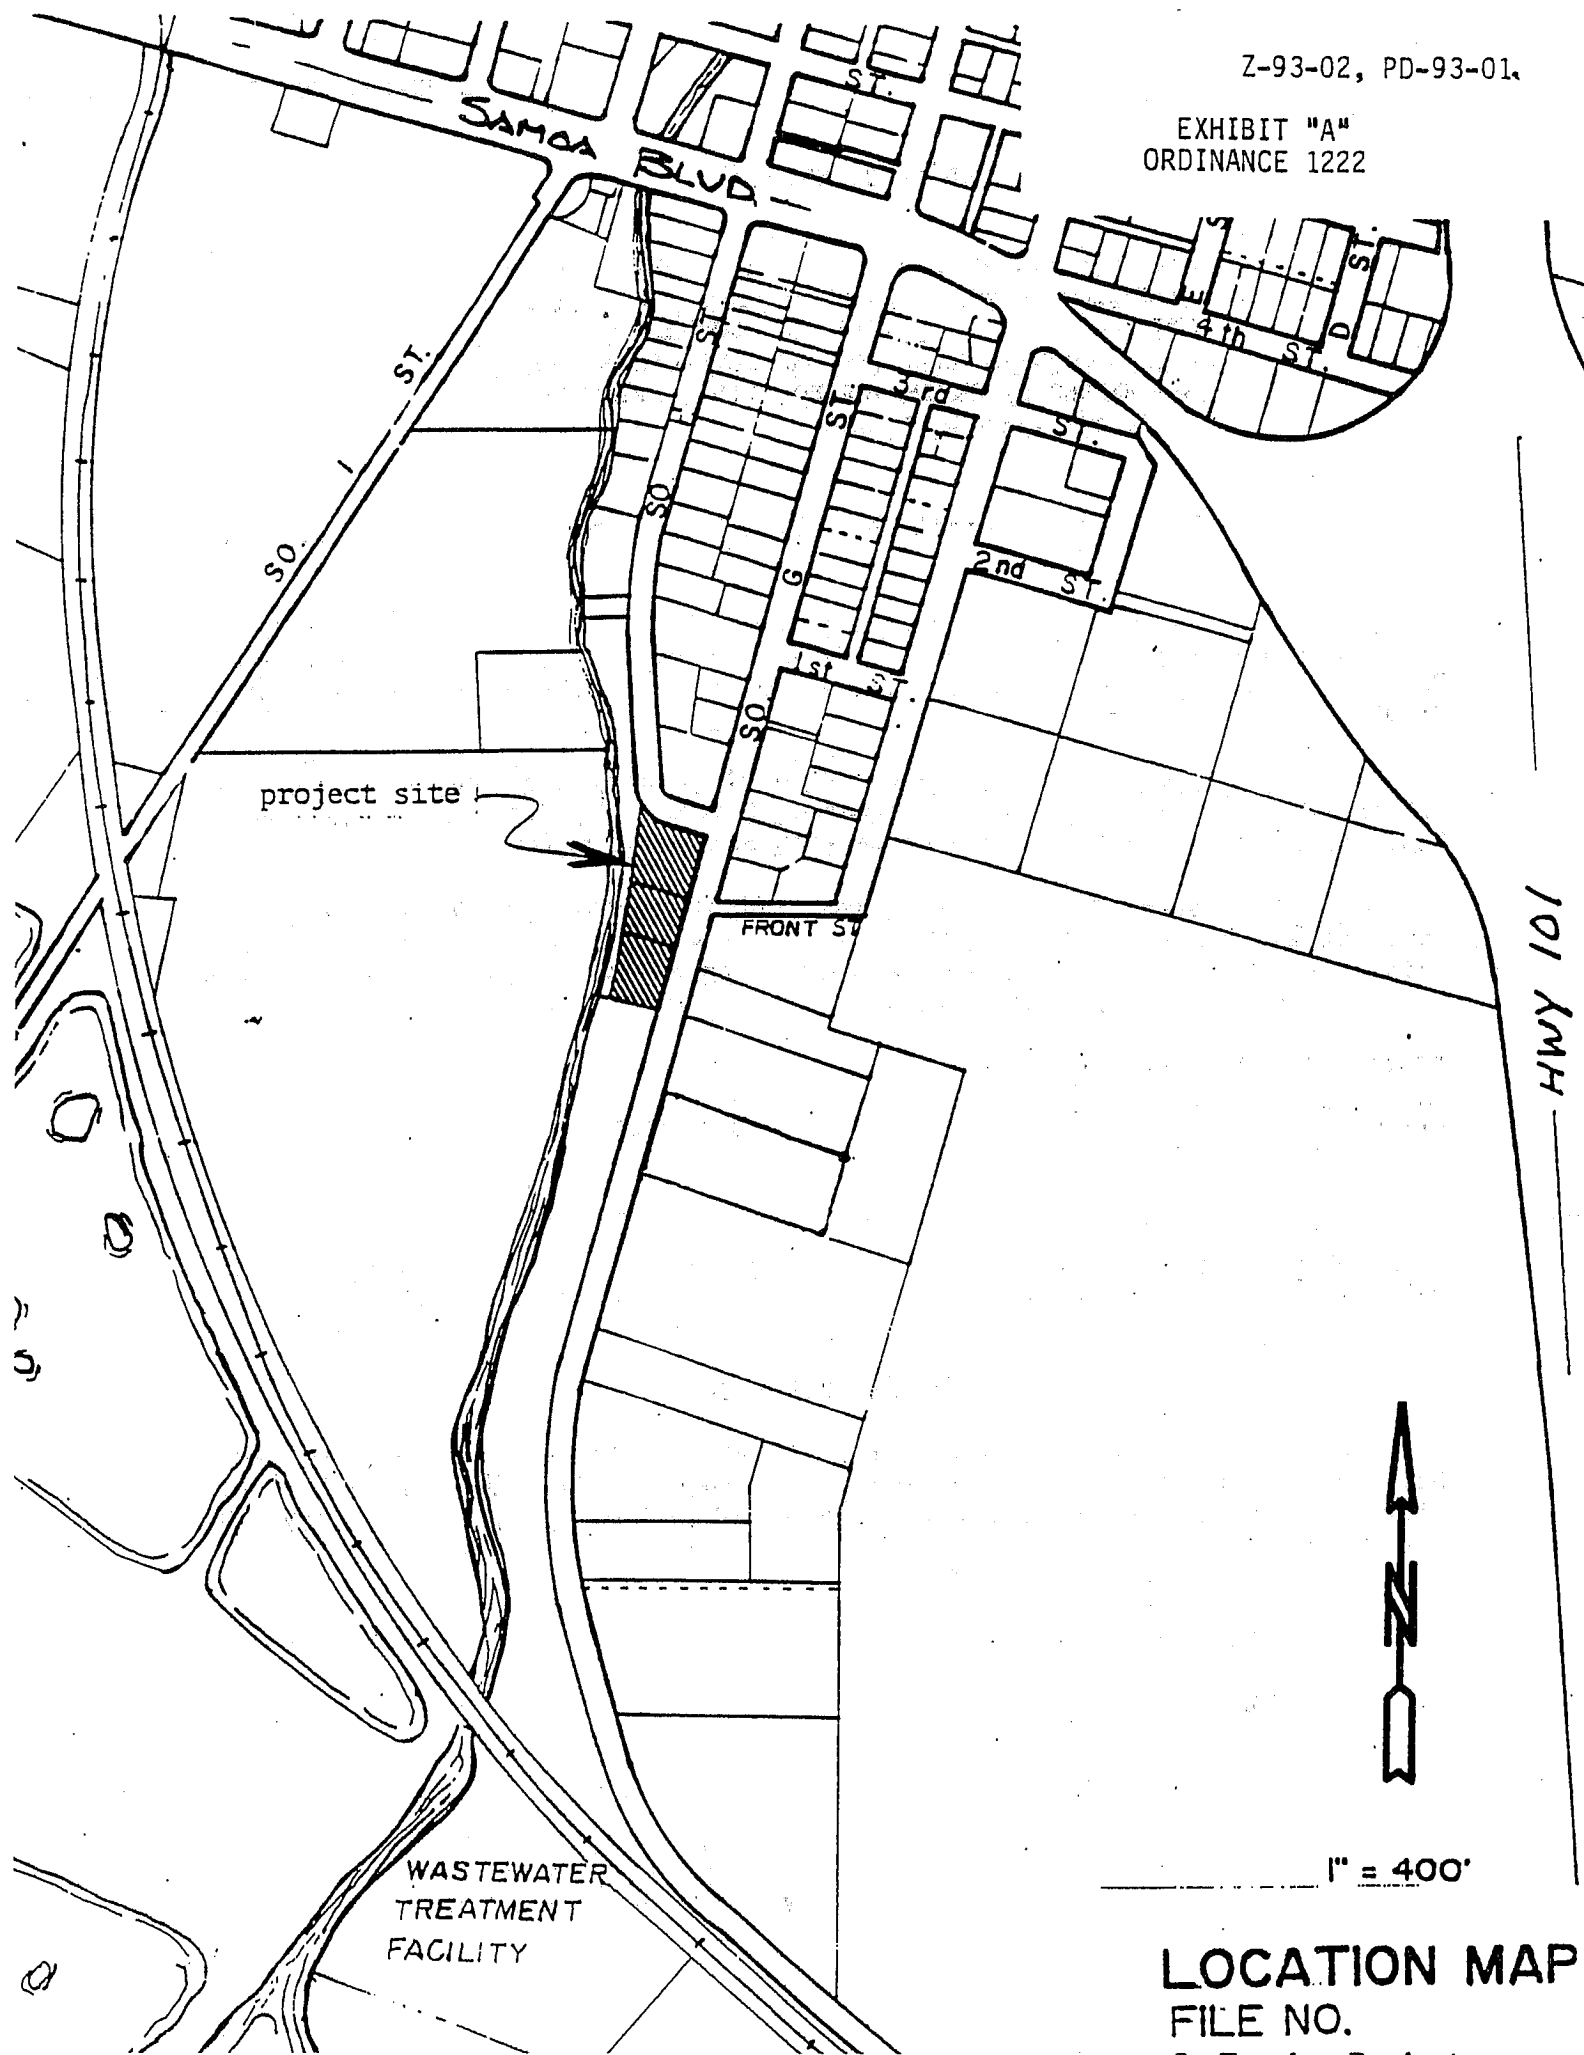 Z-93-02, PD-93-01.
EXHIBIT "A"
ORDINANCE 1222
ST.
SAMOA BLVD.
E
D ST.
4th ST.
SO. I ST.
3rd ST.
SO. H ST.
SO. G ST.
2nd ST.
1st ST.
project site
FRONT ST
HWY 101
N
1" = 400'
WASTEWATER
TREATMENT
FACILITY
LOCATION MAP
FILE NO.